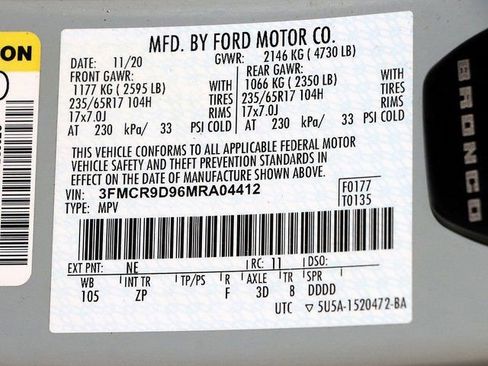 MFD. BY FORD MOTOR CO.
DATE: 11/20 GVWR: 2146 KG ( 4730 LB)
FRONT GAWR: REAR GAWR:
1177 KG ( 2595 LB) WITH 1066 KG ( 2350 LB) WITH
235/65R17 104H TIRES 235/65R17 104H TIRES
17x7.0J RIMS 17x7.0J RIMS
AT 230 kPa/ 33 PSI COLD AT 230 kPa/ 33 PSI COLD
THIS VEHICLE CONFORMS TO ALL APPLICABLE FEDERAL MOTOR
VEHICLE SAFETY AND THEFT PREVENTION STANDARDS IN
EFFECT ON THE DATE OF MANUFACTURE SHOWN ABOVE.
VIN: 3FMCR9D96MRA04412 F0177
TYPE: MPV T0135
EXT PNT: NE RC: 11 DSO:
WB INT TR TP/PS R AXLE TR SPR
105 ZP F 3D 8 DDDD
UTC ▽ 5U5A-1520472-BA
BRONCO